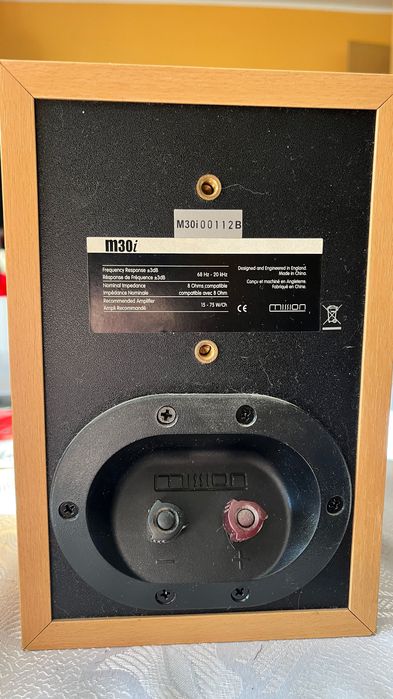 M30i00112B
m30i
Frequency Response ±3dB
Réponse de Fréquence ±3dB
68 Hz - 20 kHz
Nominal Impedance
Impédance Nominale
8 Ohms compatible
compatible avec 8 Ohm
Recommended Amplifier
Ampli Recommandé
15 - 75 W/Ch
Designed and Engineered in England
Made in China.
Conçu et machiné en Angleterre
Fabriqué en Chine.
CE
mission
mission
− +